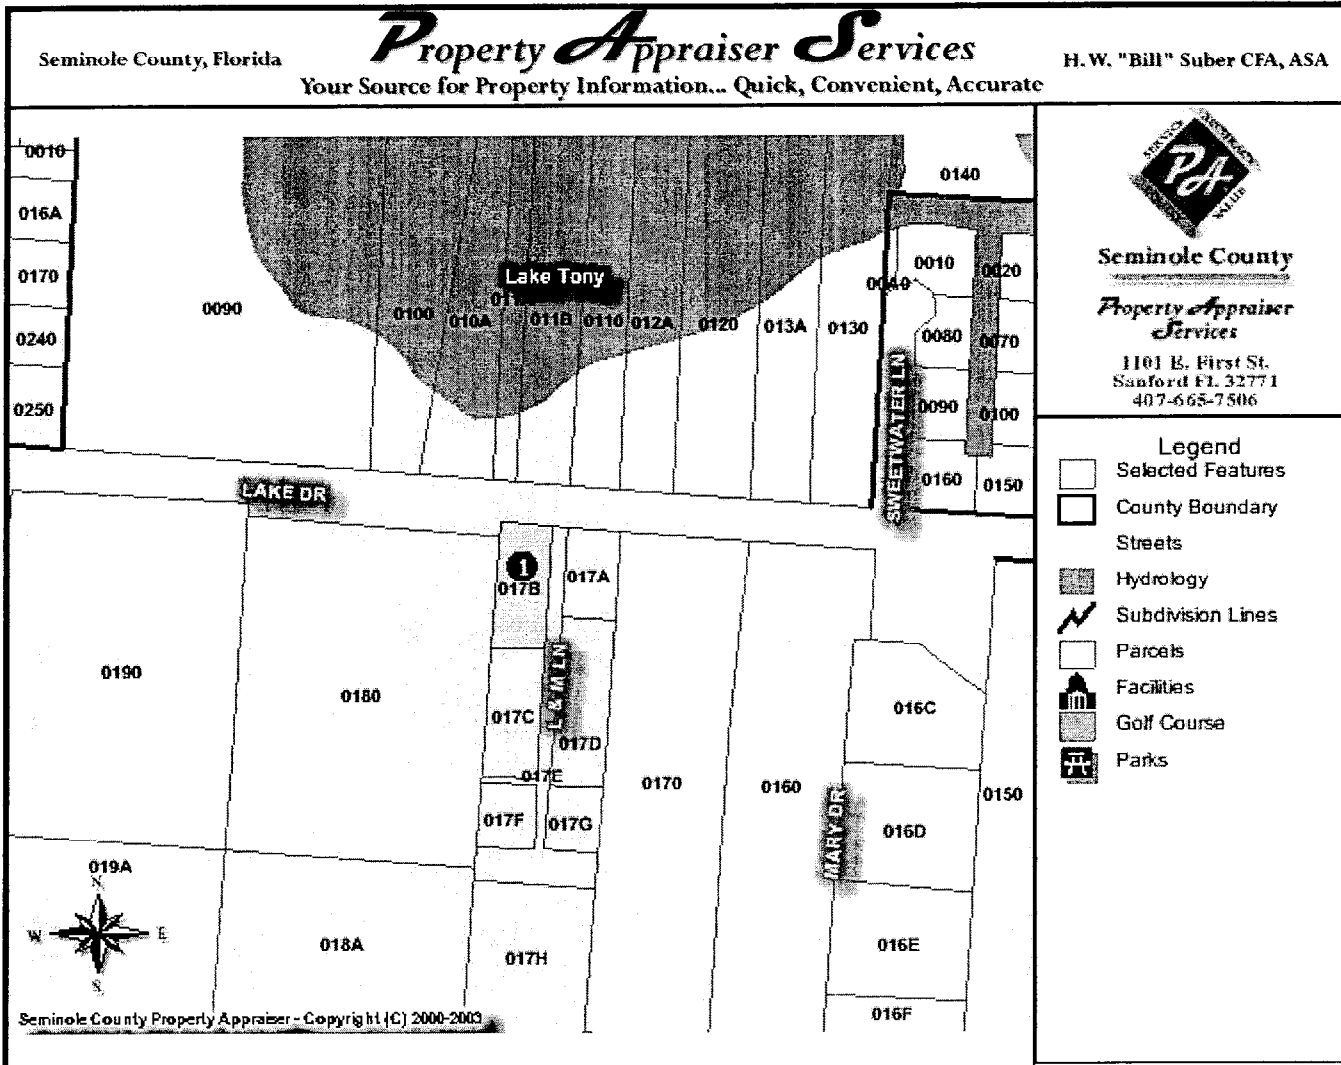 Seminole County, Florida
Property Appraiser Services
Your Source for Property Information... Quick, Convenient, Accurate
H. W. "Bill" Suber CFA, ASA
0010
016A
0170
0240
0250
0090
Lake Tony
0100
010A
011B
0110
012A
0120
013A
0130
0140
0010
0020
0080
0070
0090
0100
0160
0150
SWEETWATER LN
LAKE DR
1
017B
017A
0190
0180
017C
L & M LN
017D
017E
017F
017G
0170
0160
016C
016D
0150
MARY DR
016E
016F
019A
N
W
E
S
018A
017H
Seminole County Property Appraiser - Copyright (C) 2000-2003
PA
Seminole County
Property Appraiser
Services
1101 E. First St.
Sanford FL 32771
407-665-7506
Legend
Selected Features
County Boundary
Streets
Hydrology
Subdivision Lines
Parcels
Facilities
Golf Course
Parks